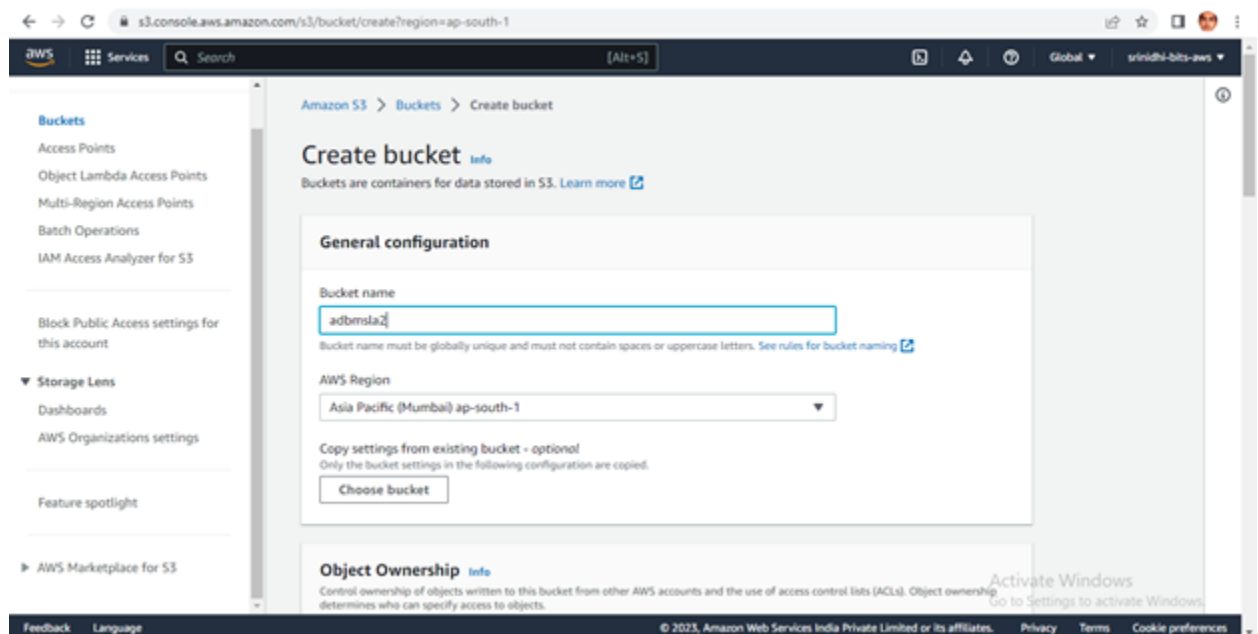 s3.console.aws.amazon.com/s3/bucket/create?region=ap-south-1
aws Services Search [Alt+S] Global srinidhi-bits-aws
Buckets
Access Points
Object Lambda Access Points
Multi-Region Access Points
Batch Operations
IAM Access Analyzer for S3
Block Public Access settings for
this account
Storage Lens
Dashboards
AWS Organizations settings
Feature spotlight
AWS Marketplace for S3
Amazon S3 > Buckets > Create bucket
Create bucket Info
Buckets are containers for data stored in S3. Learn more
General configuration
Bucket name
adbmsla2
Bucket name must be globally unique and must not contain spaces or uppercase letters. See rules for bucket naming
AWS Region
Asia Pacific (Mumbai) ap-south-1
Copy settings from existing bucket - optional
Only the bucket settings in the following configuration are copied.
Choose bucket
Object Ownership Info
Control ownership of objects written to this bucket from other AWS accounts and the use of access control lists (ACLs). Object ownership
determines who can specify access to objects.
Activate Windows
Go to Settings to activate Windows.
Feedback Language © 2023, Amazon Web Services India Private Limited or its affiliates. Privacy Terms Cookie preferences